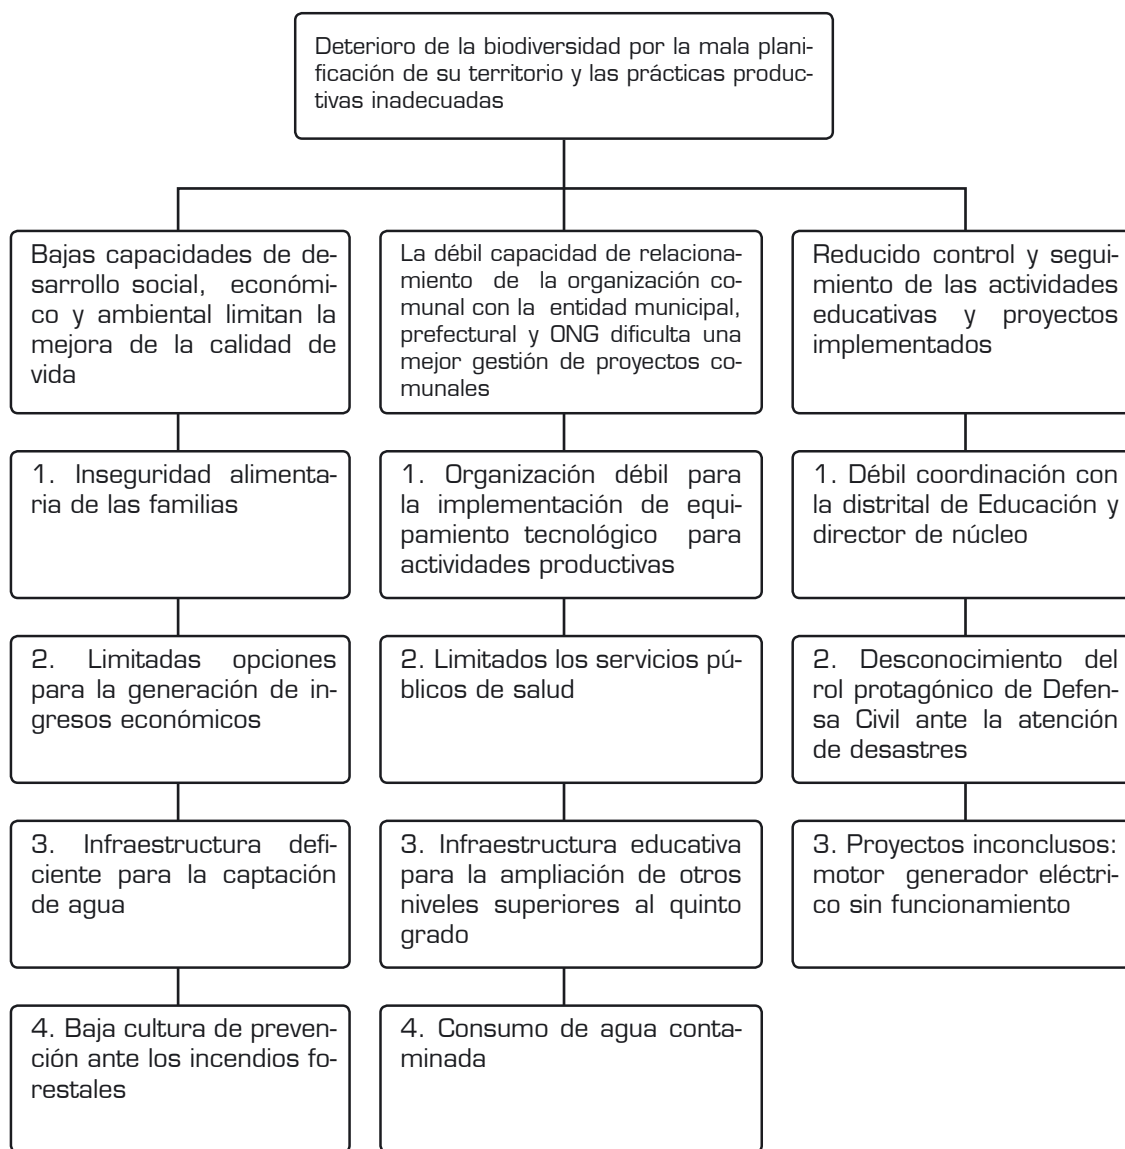 Deterioro de la biodiversidad por la mala plani-
ficación de su territorio y las prácticas produc-
tivas inadecuadas
Bajas capacidades de de-
sarrollo social, económi-
co y ambiental limitan la
mejora de la calidad de
vida
1. Inseguridad alimenta-
ria de las familias
2. Limitadas opciones
para la generación de in-
gresos económicos
3. Infraestructura defi-
ciente para la captación
de agua
4. Baja cultura de preven-
ción ante los incendios fo-
restales
La débil capacidad de relaciona-
miento de la organización co-
munal con la entidad municipal,
prefectural y ONG dificulta una
mejor gestión de proyectos co-
munales
1. Organización débil para
la implementación de equi-
pamiento tecnológico para
actividades productivas
2. Limitados los servicios pú-
blicos de salud
3. Infraestructura educativa
para la ampliación de otros
niveles superiores al quinto
grado
4. Consumo de agua conta-
minada
Reducido control y segui-
miento de las actividades
educativas y proyectos
implementados
1. Débil coordinación con
la distrital de Educación y
director de núcleo
2. Desconocimiento del
rol protagónico de Defen-
sa Civil ante la atención
de desastres
3. Proyectos inconclusos:
motor generador eléctri-
co sin funcionamiento